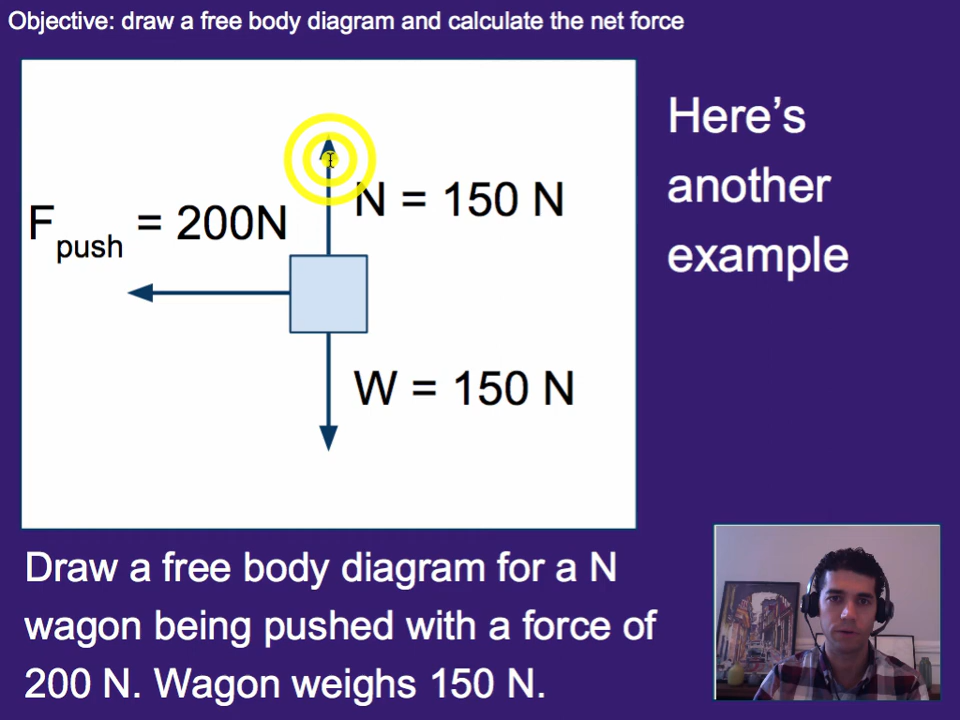 Objective: draw a free body diagram and calculate the net force
Here's
another
example
N = 150 N
F push = 200N
W = 150 N
Draw a free body diagram for a N
wagon being pushed with a force of
200 N. Wagon weighs 150 N.